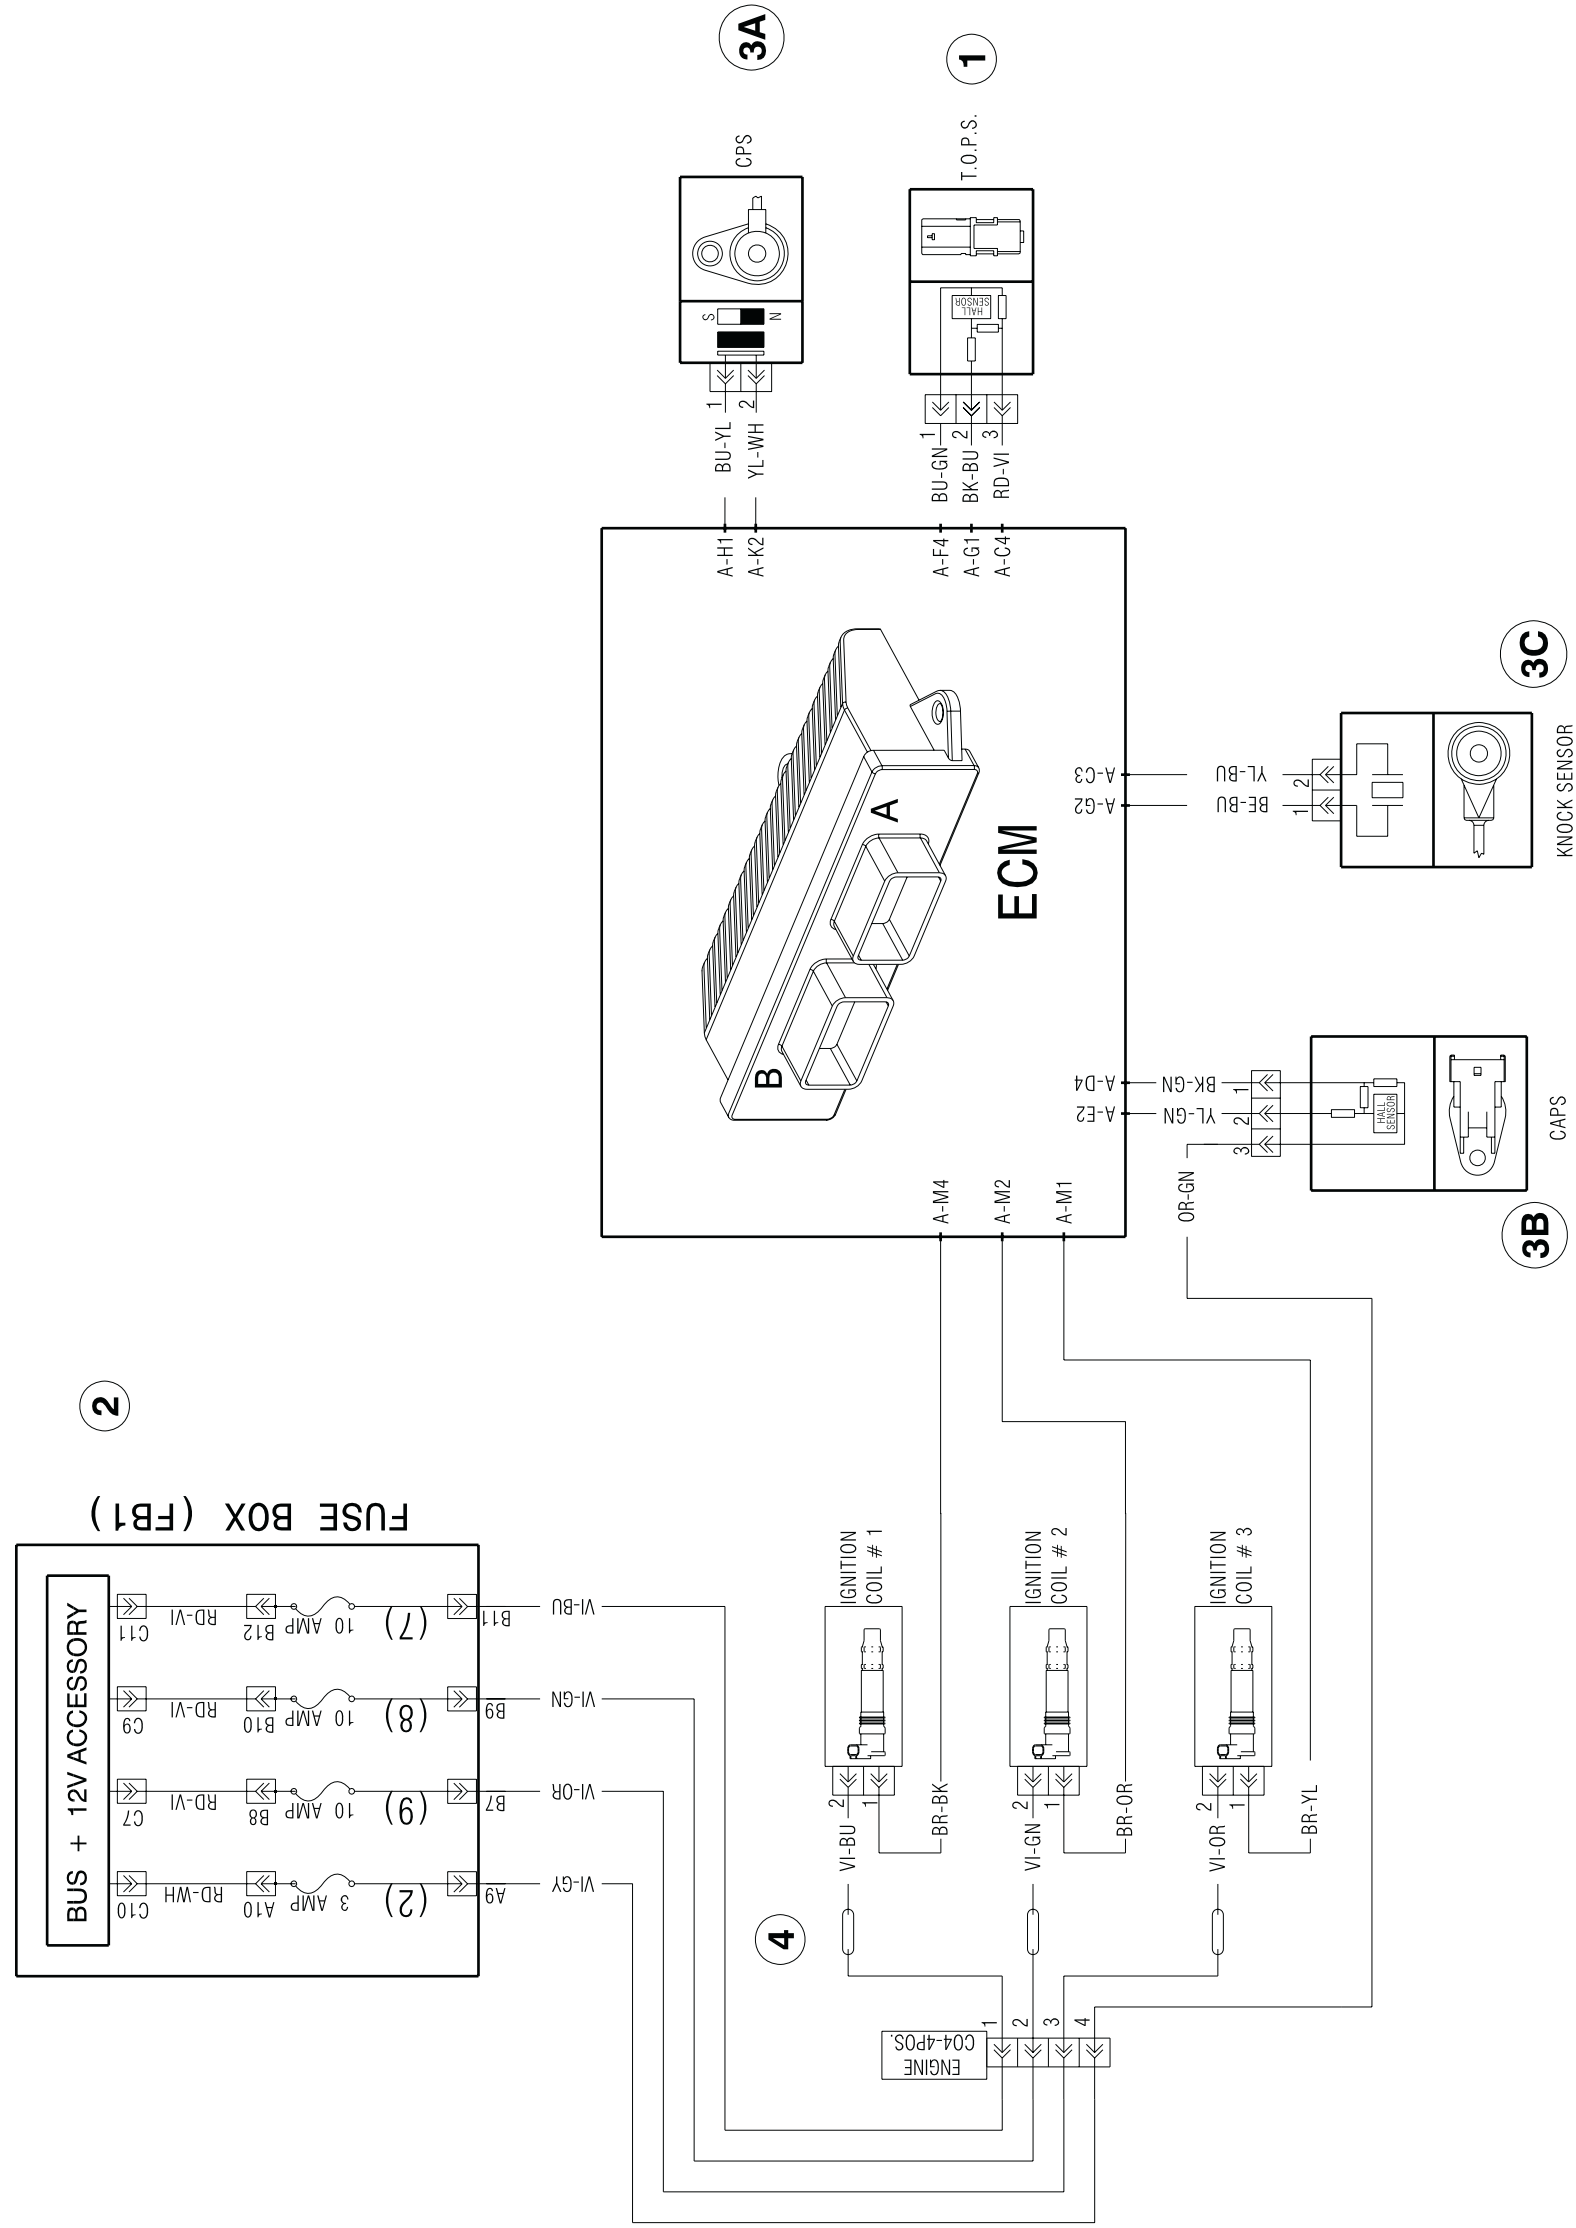 3A
CPS
S
N
1
2
BU-YL
YL-WH
A-H1
A-K2
1
T.O.P.S.
HALL
SENSOR
1
2
3
BU-GN
BK-BU
RD-VI
A-F4
A-G1
A-C4
A
B
ECM
A-C3
A-G2
YL-BU
BE-BU
2
1
KNOCK SENSOR
3C
A-D4
A-E2
BK-GN
YL-GN
OR-GN
1
2
3
HALL
SENSOR
CAPS
3B
A-M4
A-M2
A-M1
2
FUSE BOX (FB1)
BUS + 12V ACCESSORY
C11
RD-VI
B12
10 AMP
(7)
B11
VI-BU
C9
RD-VI
B10
10 AMP
(8)
B9
VI-GN
C7
RD-VI
B8
10 AMP
(9)
B7
VI-OR
C10
RD-WH
A10
3 AMP
(2)
A9
VI-GY
IGNITION
COIL # 1
2
1
VI-BU
BR-BK
IGNITION
COIL # 2
2
1
VI-GN
BR-OR
IGNITION
COIL # 3
2
1
VI-OR
BR-YL
4
ENGINE
CO4-4POS.
1
2
3
4